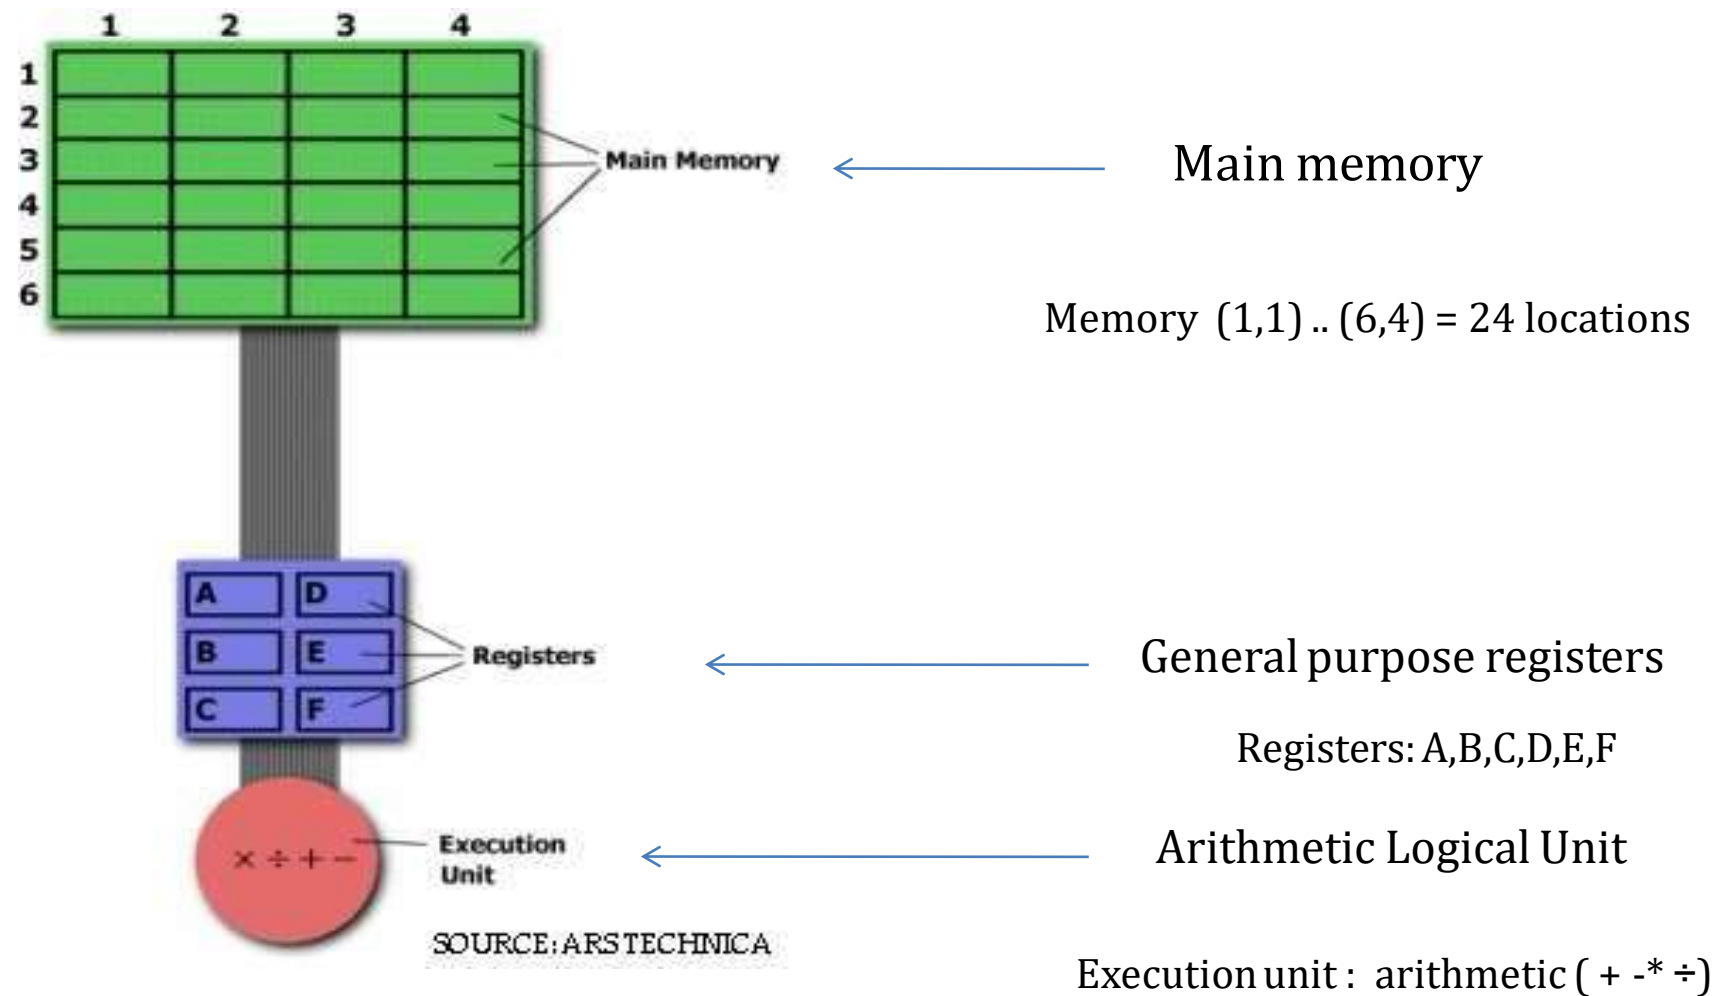 1 2 3 4
1
2
3
4
5
6
Main Memory
Main memory
Memory (1,1) .. (6,4) = 24 locations
A D
B E
C F
Registers
General purpose registers
Registers: A,B,C,D,E,F
× ÷ + −
Execution
Unit
Arithmetic Logical Unit
SOURCE: ARSTECHNICA
Execution unit : arithmetic ( + -* ÷)